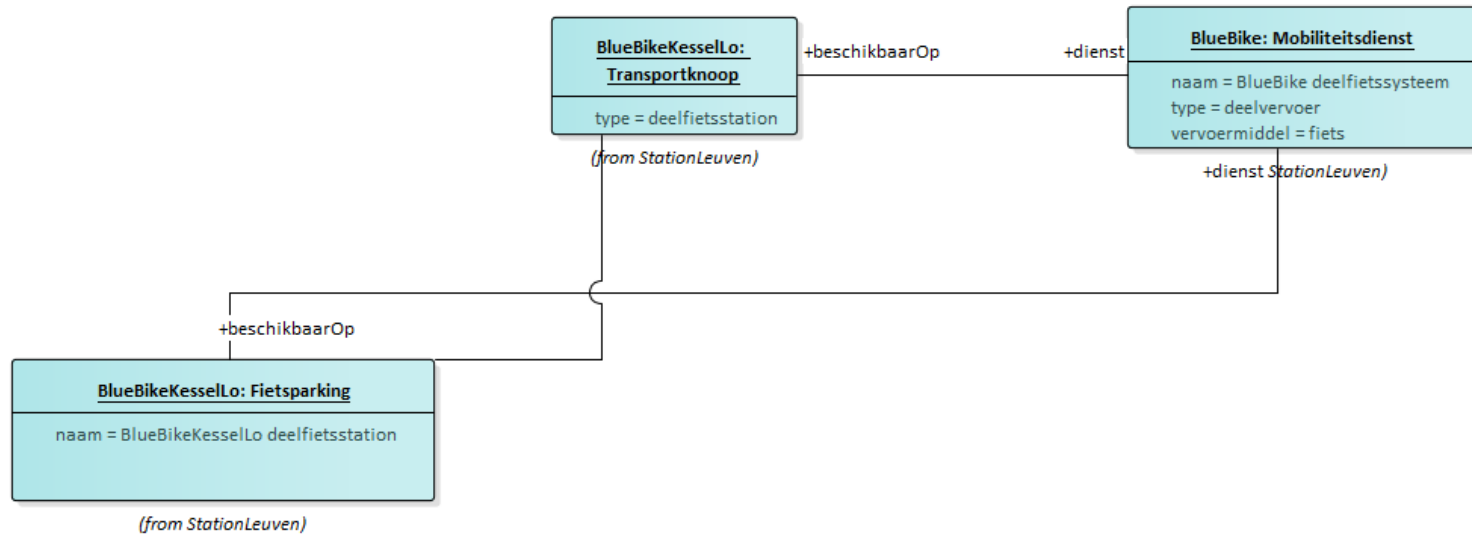 BlueBikeKesselLo:
Transportknoop
type = deelfietsstation
(from StationLeuven)
+beschikbaarOp
+dienst
BlueBike: Mobiliteitsdienst
naam = BlueBike deelfietssysteem
type = deelvervoer
vervoermiddel = fiets
+dienst StationLeuven)
+beschikbaarOp
BlueBikeKesselLo: Fietsparking
naam = BlueBikeKesselLo deelfietsstation
(from StationLeuven)